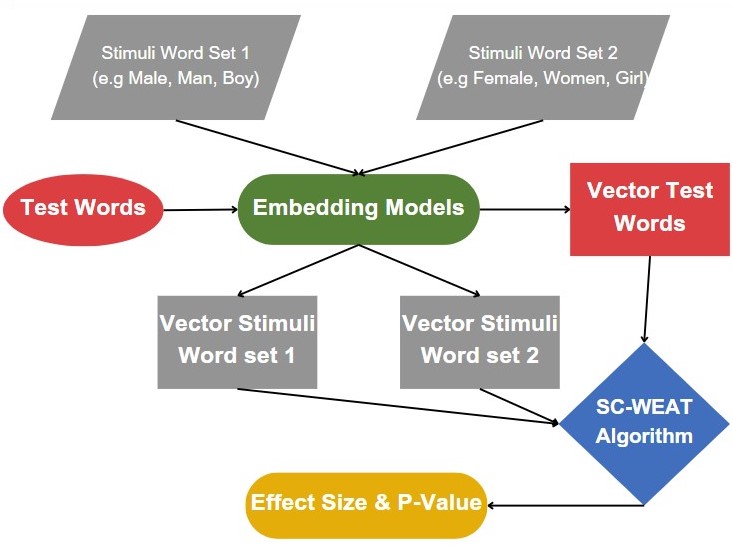 Stimuli Word Set 1
(e.g Male, Man, Boy)
Stimuli Word Set 2
(e.g Female, Women, Girl)
Test Words
Embedding Models
Vector Test
Words
Vector Stimuli
Word set 1
Vector Stimuli
Word set 2
SC-WEAT
Algorithm
Effect Size & P-Value